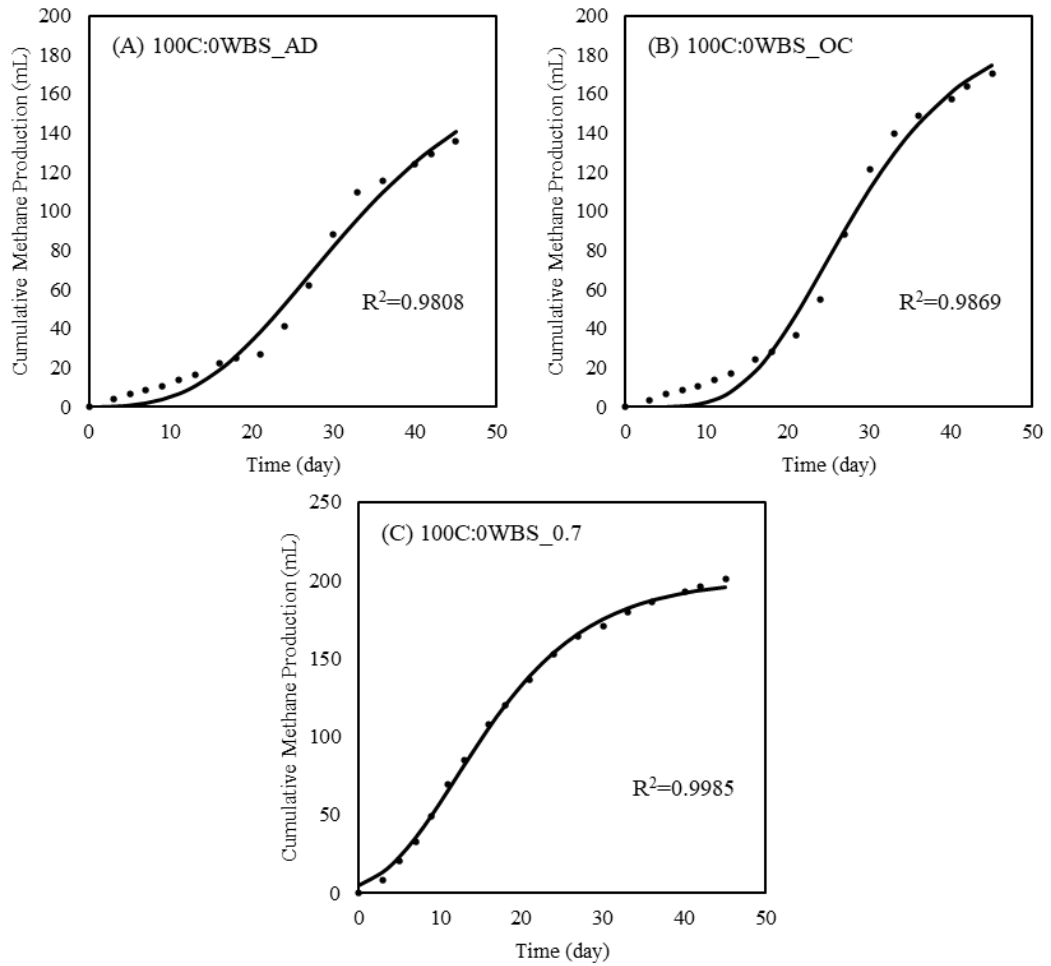 (A) 100C:0WBS_AD
Cumulative Methane Production (mL)
200
180
160
140
120
100
80
60
40
20
0
R²=0.9808
0 10 20 30 40 50
Time (day)
(B) 100C:0WBS_OC
Cumulative Methane Production (mL)
200
180
160
140
120
100
80
60
40
20
0
R²=0.9869
0 10 20 30 40 50
Time (day)
(C) 100C:0WBS_0.7
Cumulative Methane Production (mL)
250
200
150
100
50
0
R²=0.9985
0 10 20 30 40 50
Time (day)